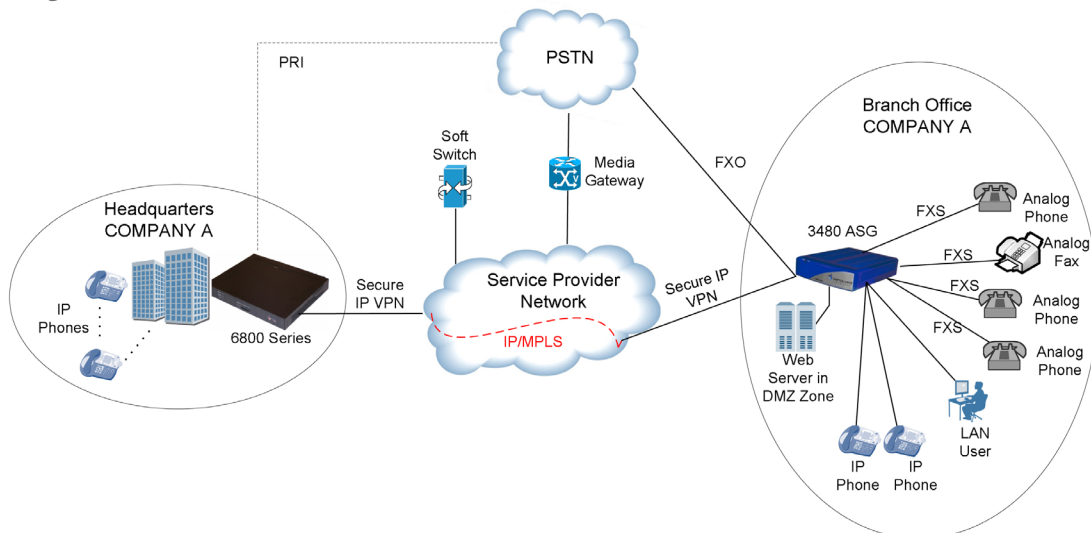 PSTN
PRI
Branch Office
COMPANY A
Soft
Switch
Media
Gateway
FXO
Headquarters
COMPANY A
3480 ASG
FXS
Analog
Phone
FXS
Analog
Fax
FXS
Analog
Phone
FXS
Analog
Phone
Service Provider
Network
Secure
IP VPN
Secure IP
VPN
IP
Phones
6800 Series
IP/MPLS
Web
Server in
DMZ Zone
LAN
User
IP
Phone
IP
Phone